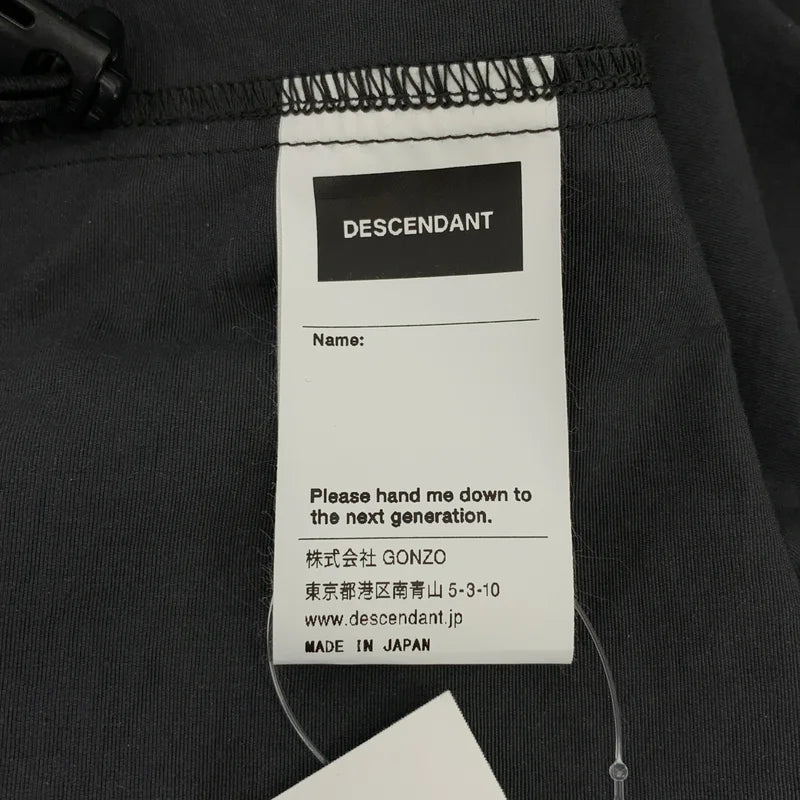 DESCENDANT
Name:
Please hand me down to
the next generation.
株式会社 GONZO
東京都港区南青山 5-3-10
www.descendant.jp
MADE IN JAPAN